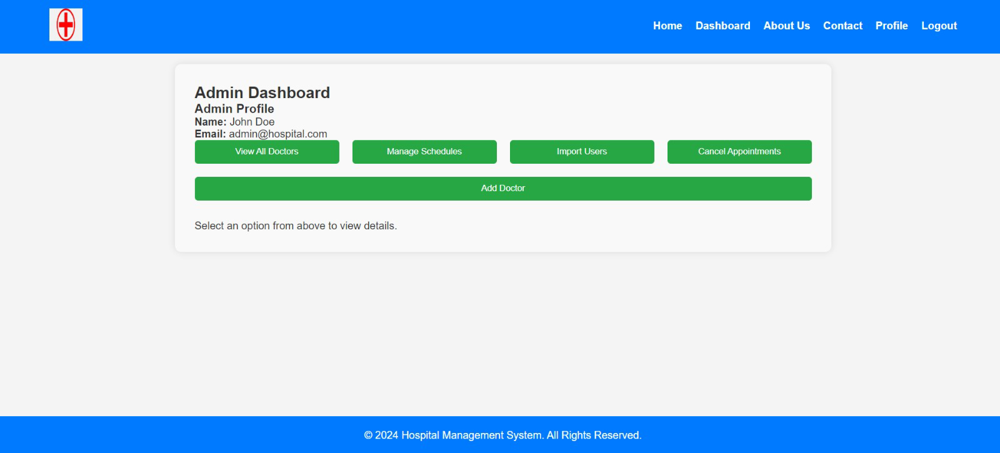 Home Dashboard About Us Contact Profile Logout
Admin Dashboard
Admin Profile
Name: John Doe
Email: admin@hospital.com
View All Doctors Manage Schedules Import Users Cancel Appointments
Add Doctor
Select an option from above to view details.
© 2024 Hospital Management System. All Rights Reserved.